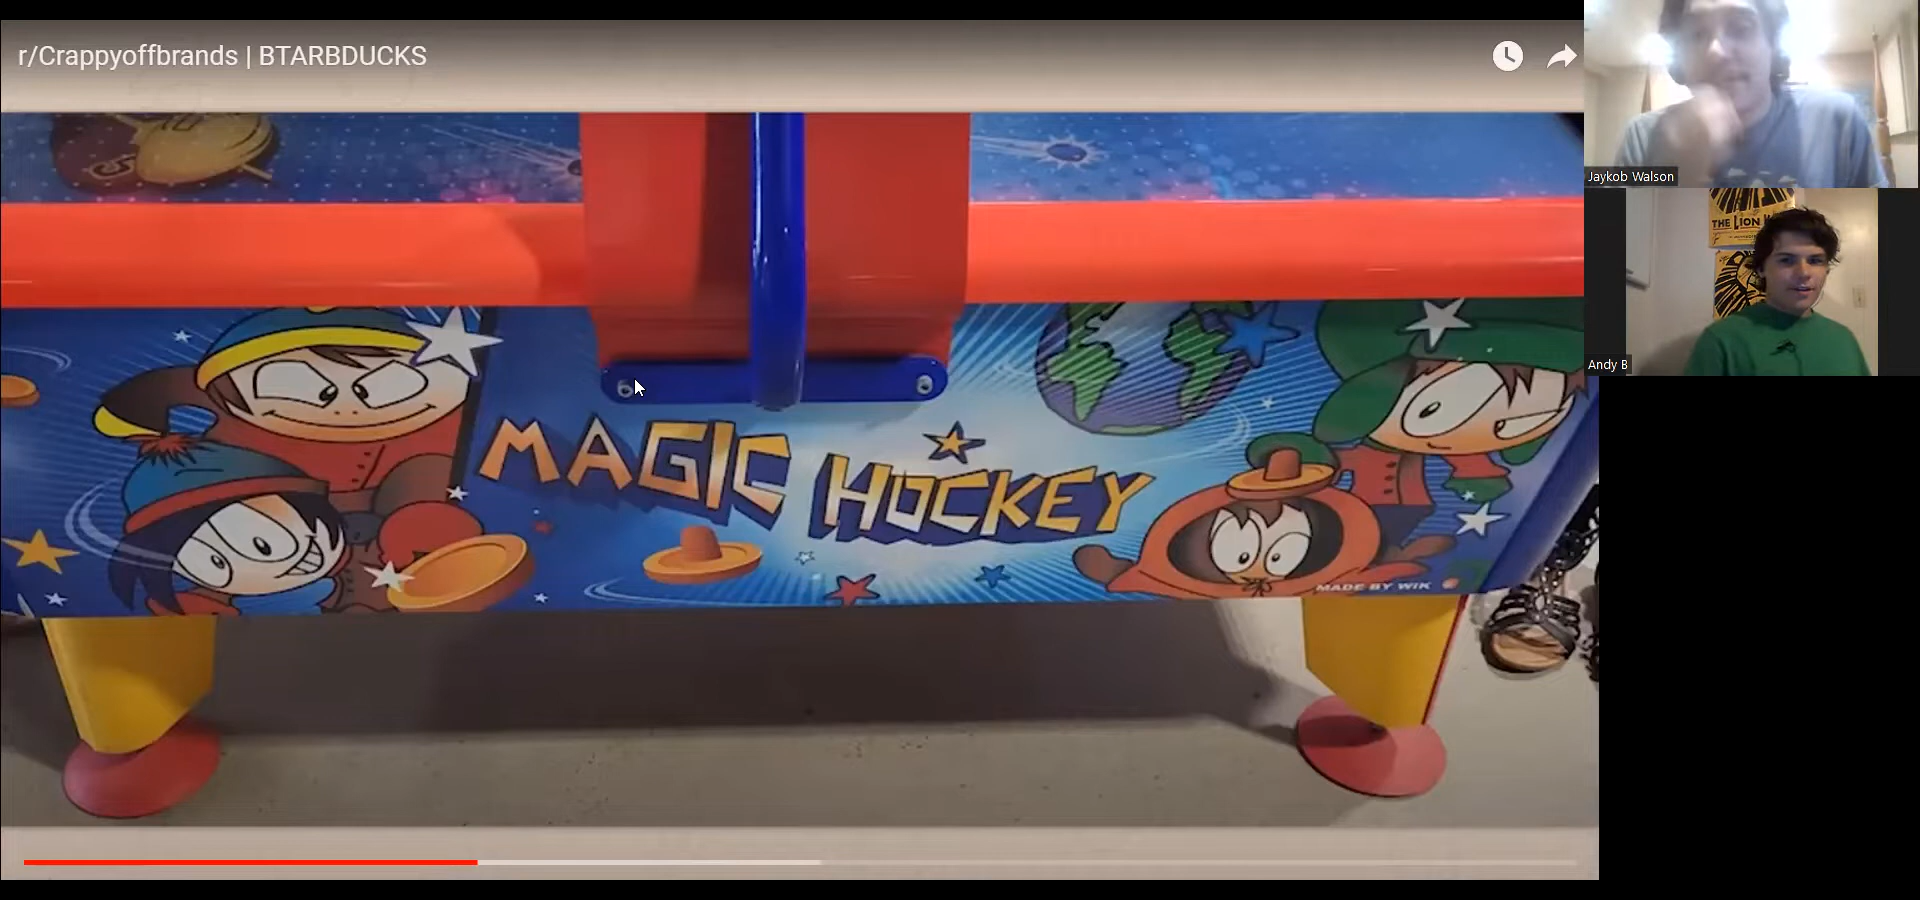 r/Crappyoffbrands | BTARBDUCKS
Jaykob Walson
THE LION
Andy B
MAGIC HOCKEY
MADE BY WIK